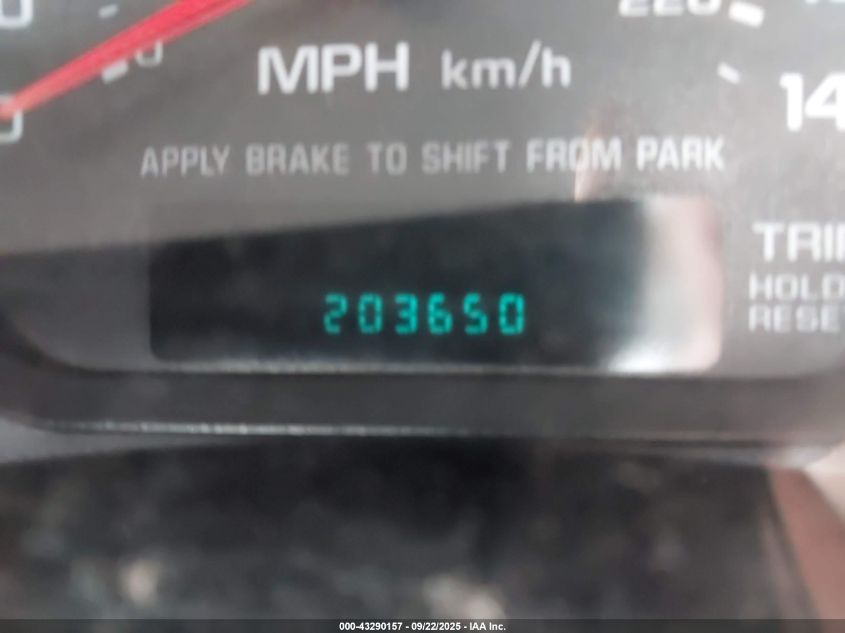 220
0
MPH km/h
14
APPLY BRAKE TO SHIFT FROM PARK
TRI
HOLD
RESE
203650
000-43290157 - 09/22/2025 - IAA Inc.